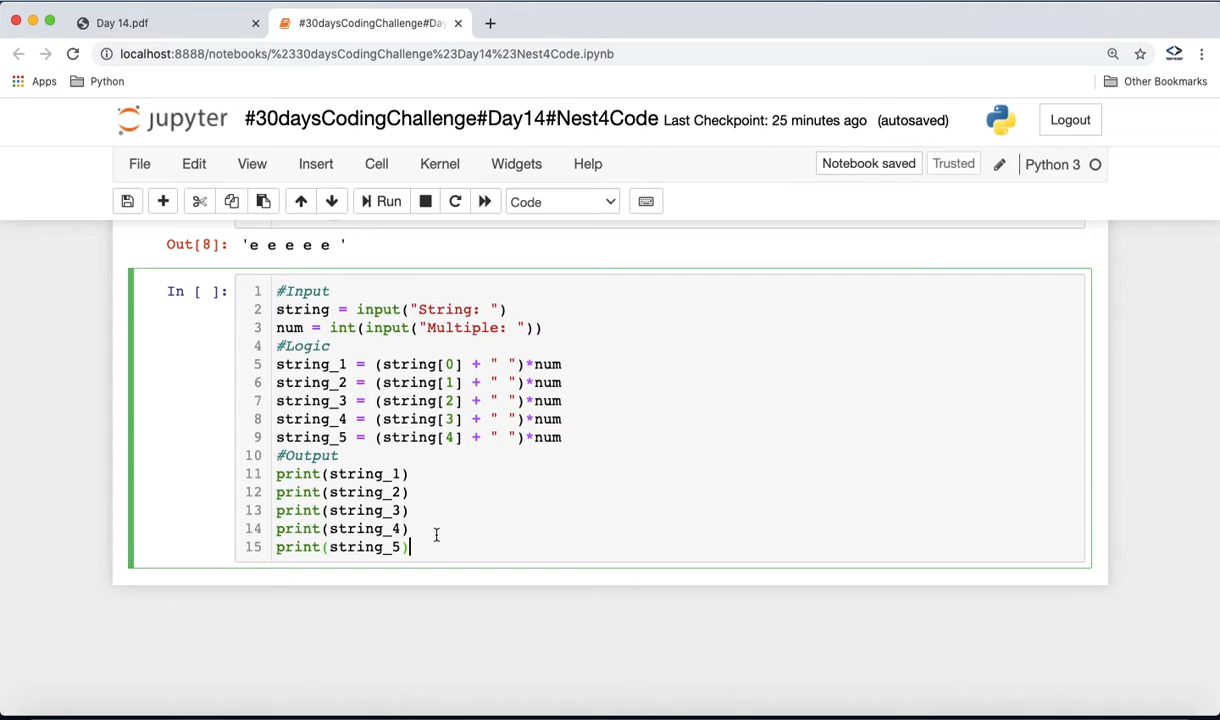 Day 14.pdf
#30daysCodingChallenge#Day
localhost:8888/notebooks/%2330daysCodingChallenge%23Day14%23Nest4Code.ipynb
Apps Python Other Bookmarks
jupyter #30daysCodingChallenge#Day14#Nest4Code Last Checkpoint: 25 minutes ago (autosaved) Logout
File Edit View Insert Cell Kernel Widgets Help Notebook saved Trusted Python 3
Run Code
Out[8]: 'e e e e e '
In [ ]:
1 #Input
2 string = input("String: ")
3 num = int(input("Multiple: "))
4 #Logic
5 string_1 = (string[0] + " ")*num
6 string_2 = (string[1] + " ")*num
7 string_3 = (string[2] + " ")*num
8 string_4 = (string[3] + " ")*num
9 string_5 = (string[4] + " ")*num
10 #Output
11 print(string_1)
12 print(string_2)
13 print(string_3)
14 print(string_4)
15 print(string_5)